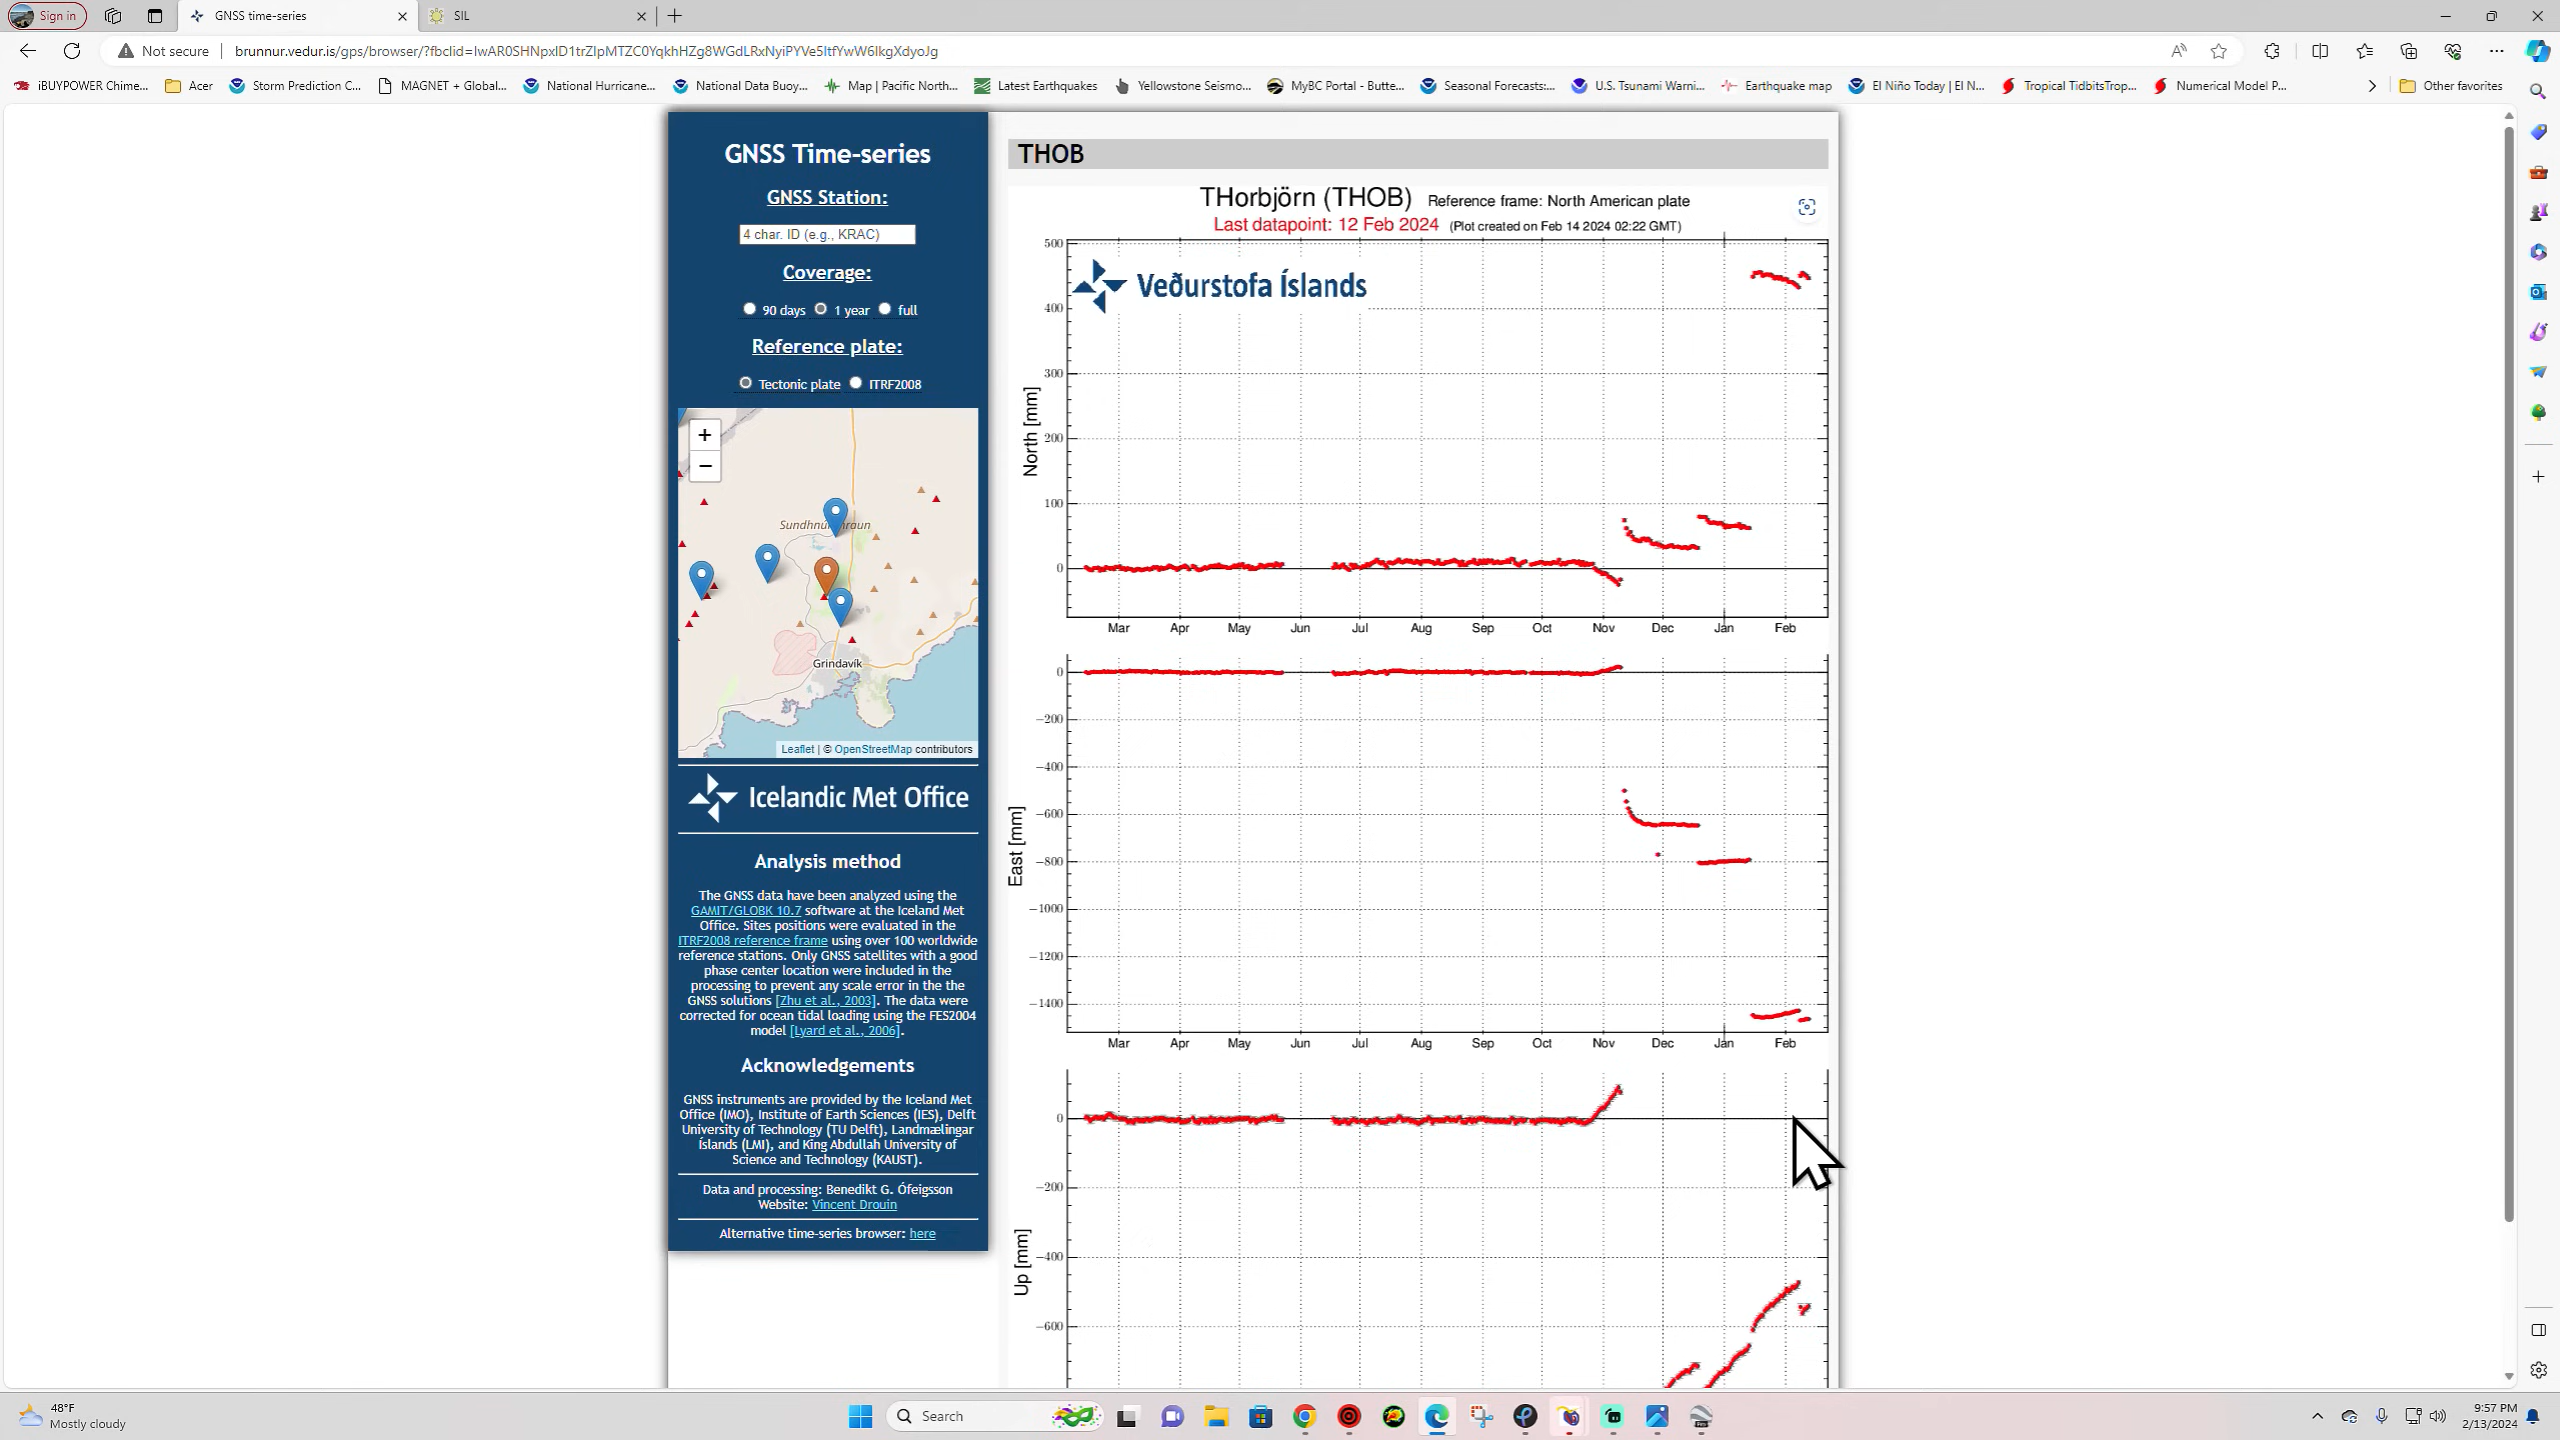 Sign in
GNSS time-series
SIL
Not secure
brunnur.vedur.is/gps/browser/?fbclid=IwAR0SHNpxlD1trZIpMTZC0YqkhHZg8WGdLRxNyiPYVe5ItfYwW6IkgXdyoJg
iBUYPOWER Chime...
Acer
Storm Prediction C...
MAGNET + Global...
National Hurricane...
National Data Buoy...
Map | Pacific North...
Latest Earthquakes
Yellowstone Seismo...
MyBC Portal - Butte...
Seasonal Forecasts:...
U.S. Tsunami Warni...
Earthquake map
El Niño Today | El N...
Tropical TidbitsTrop...
Numerical Model P...
Other favorites
GNSS Time-series
GNSS Station:
4 char. ID (e.g., KRAC)
Coverage:
90 days 1 year full
Reference plate:
Tectonic plate ITRF2008
+
−
Grindavík
Leaflet | © OpenStreetMap contributors
Icelandic Met Office
Analysis method
The GNSS data have been analyzed using the
GAMIT/GLOBK 10.7 software at the Iceland Met
Office. Sites positions were evaluated in the
ITRF2008 reference frame using over 100 worldwide
reference stations. Only GNSS satellites with a good
phase center location were included in the
processing to prevent any scale error in the the
GNSS solutions [Zhu et al., 2003]. The data were
corrected for ocean tidal loading using the FES2004
model [Lyard et al., 2006].
Acknowledgements
GNSS instruments are provided by the Iceland Met
Office (IMO), Institute of Earth Sciences (IES), Delft
University of Technology (TU Delft), Landmælingar
Íslands (LMI), and King Abdullah University of
Science and Technology (KAUST).
Data and processing: Benedikt G. Ófeigsson
Website: Vincent Drouin
Alternative time-series browser: here
THOB
THorbjörn (THOB) Reference frame: North American plate
Last datapoint: 12 Feb 2024 (Plot created on Feb 14 2024 02:22 GMT)
Veðurstofa Íslands
North [mm]
500
400
300
200
100
0
Mar Apr May Jun Jul Aug Sep Oct Nov Dec Jan Feb
East [mm]
0
−200
−400
−600
−800
−1000
−1200
−1400
Mar Apr May Jun Jul Aug Sep Oct Nov Dec Jan Feb
Up [mm]
0
−200
−400
−600
48°F
Mostly cloudy
Search
9:57 PM
2/13/2024